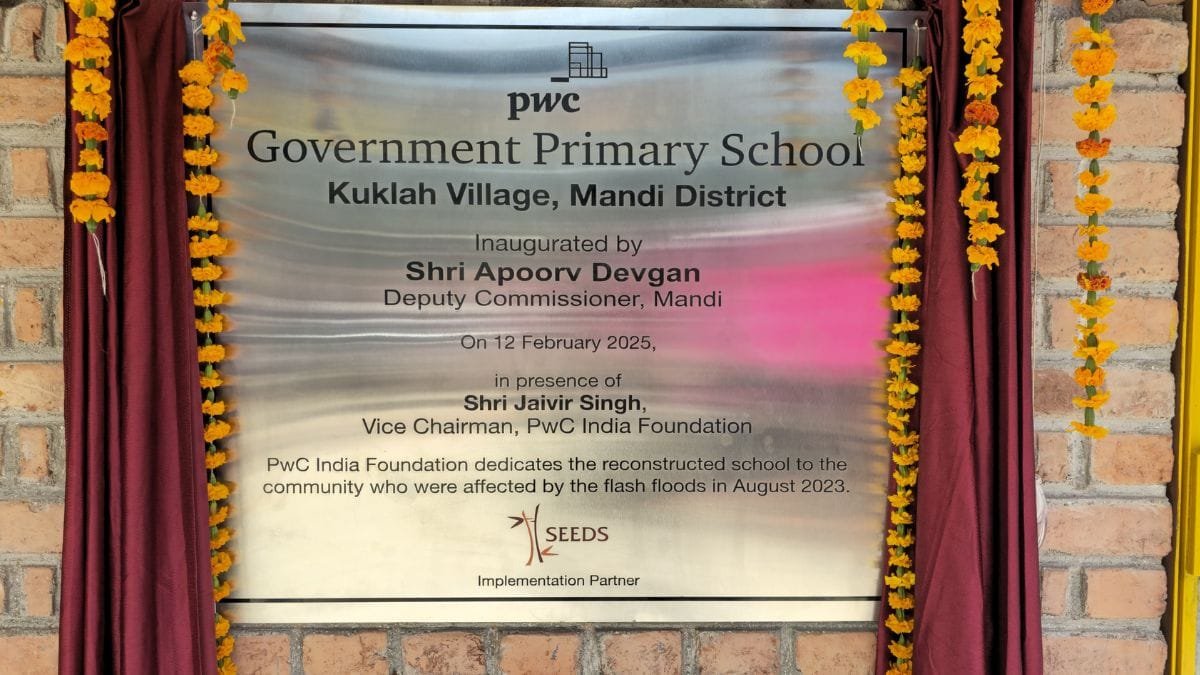 pwc
Government Primary School
Kuklah Village, Mandi District
Inaugurated by
Shri Apoorv Devgan
Deputy Commissioner, Mandi
On 12 February 2025,
in presence of
Shri Jaivir Singh,
Vice Chairman, PwC India Foundation
PwC India Foundation dedicates the reconstructed school to the
community who were affected by the flash floods in August 2023.
SEEDS
Implementation Partner